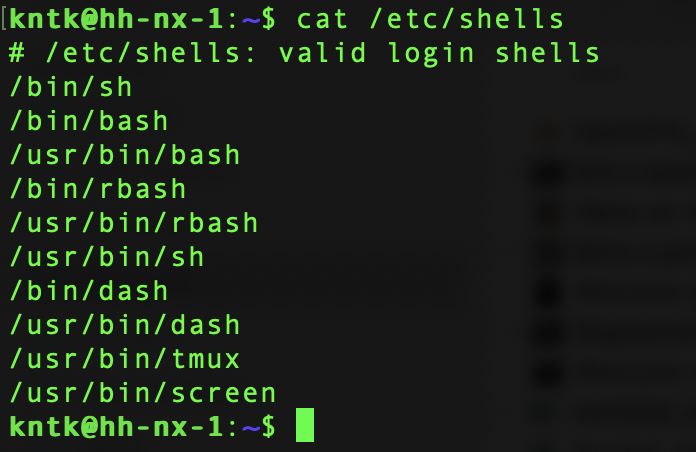 kntk@hh-nx-1:~$ cat /etc/shells
# /etc/shells: valid login shells
/bin/sh
/bin/bash
/usr/bin/bash
/bin/rbash
/usr/bin/rbash
/usr/bin/sh
/bin/dash
/usr/bin/dash
/usr/bin/tmux
/usr/bin/screen
kntk@hh-nx-1:~$